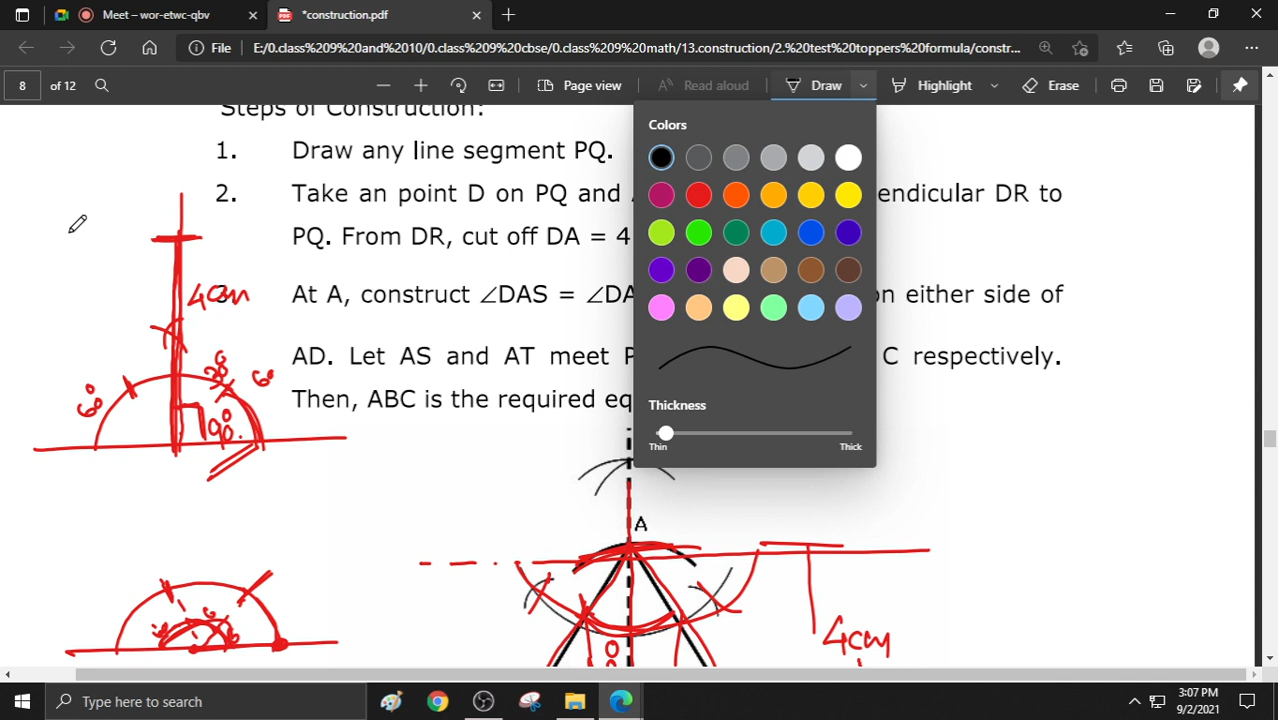 Meet – wor-etwc-qbv
*construction.pdf
File E:/0.class%209%20and%2010/0.class%209%20cbse/0.class%209%20math/13.construction/2.%20test%20toppers%20formula/constr...
8 of 12 Page view Read aloud Draw Highlight Erase
Steps of Construction:
Colors
1. Draw any line segment PQ.
2. Take an point D on PQ and endicular DR to
PQ. From DR, cut off DA = 4
4cm
3 At A, construct ∠DAS = ∠DA on either side of
AD. Let AS and AT meet P C respectively.
60° 30° 60°
Then, ABC is the required eq
Thickness
90°
Thin Thick
A
4cm
Type here to search
3:07 PM
9/2/2021